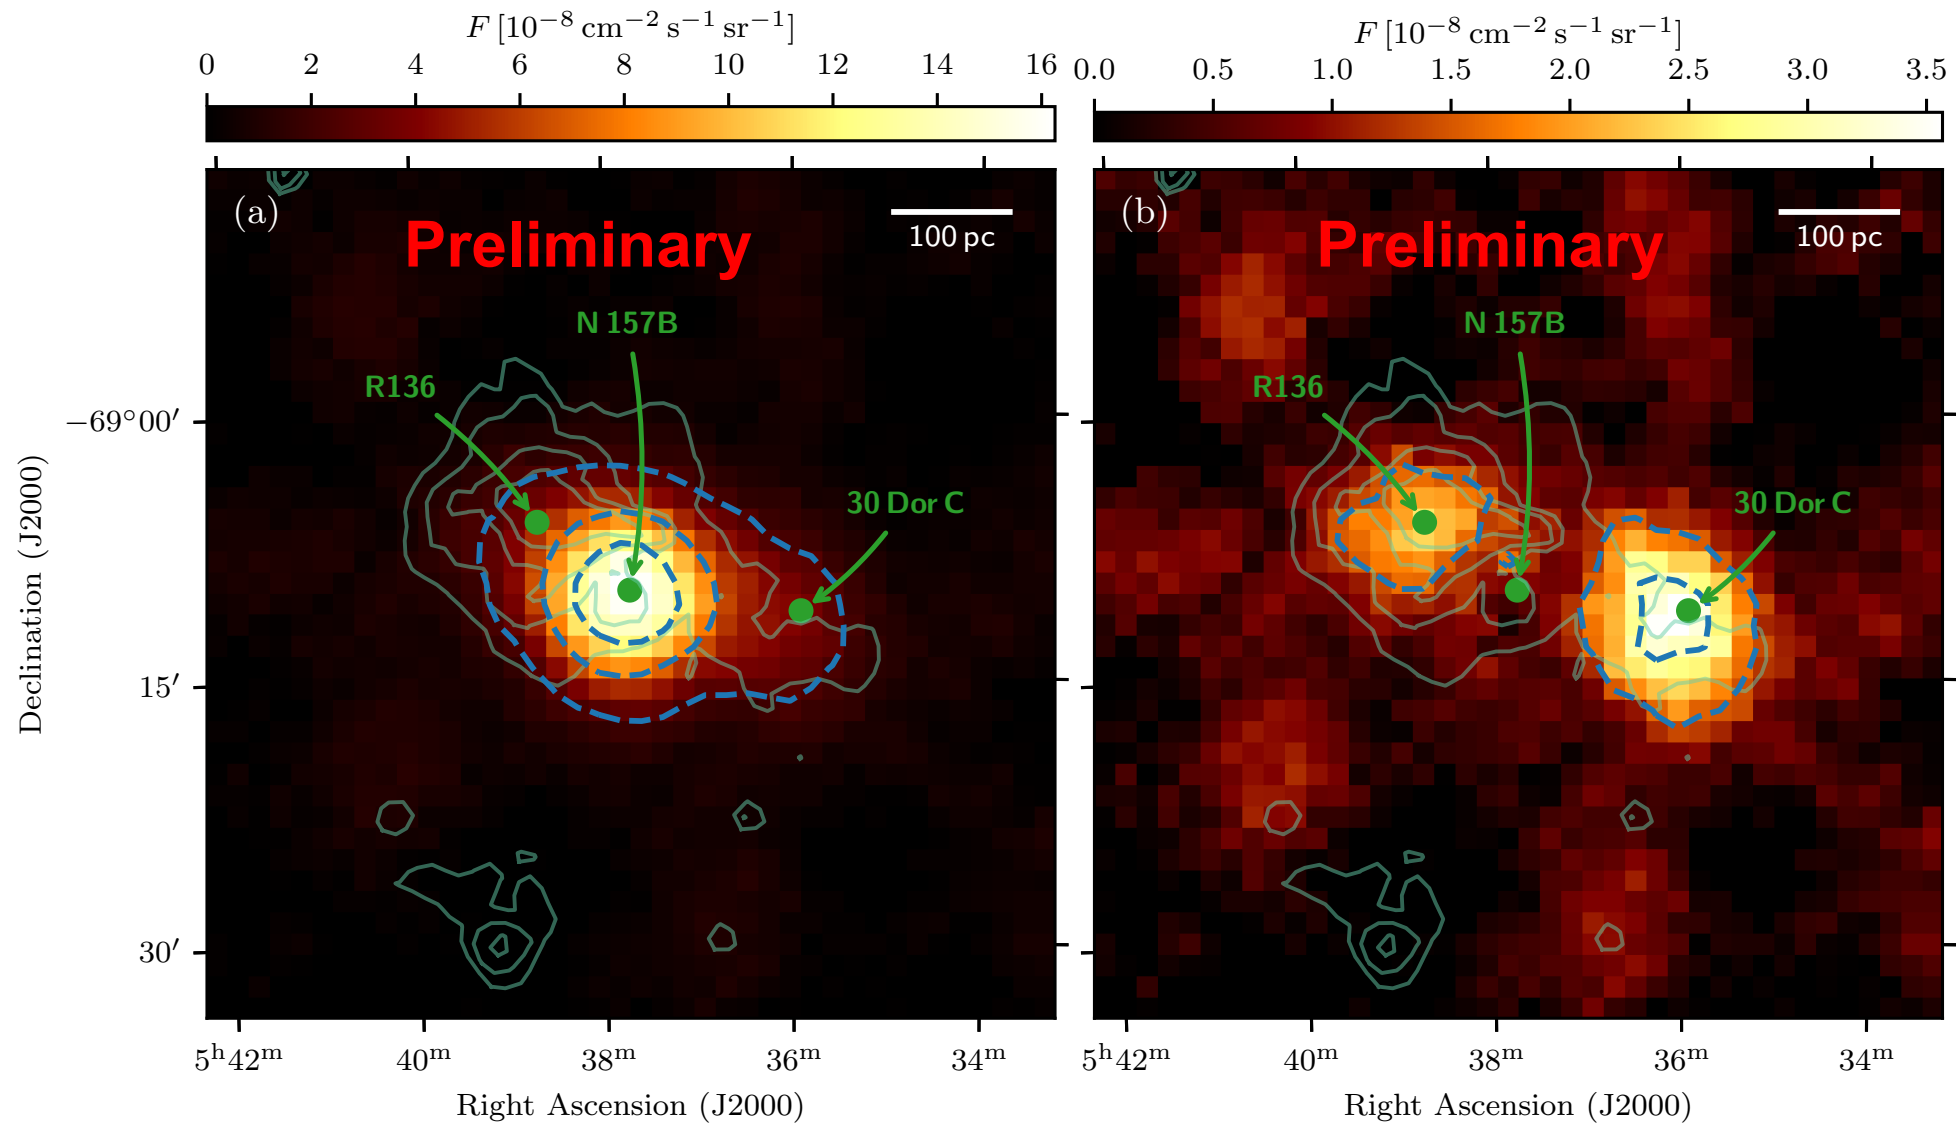 F [10⁻⁸ cm⁻² s⁻¹ sr⁻¹]
0 2 4 6 8 10 12 14 16
(a)
Preliminary
100 pc
N 157B
R136
30 Dor C
−69°00′
15′
30′
Declination (J2000)
5ʰ42ᵐ 40ᵐ 38ᵐ 36ᵐ 34ᵐ
Right Ascension (J2000)
F [10⁻⁸ cm⁻² s⁻¹ sr⁻¹]
0.0 0.5 1.0 1.5 2.0 2.5 3.0 3.5
(b)
Preliminary
100 pc
N 157B
R136
30 Dor C
5ʰ42ᵐ 40ᵐ 38ᵐ 36ᵐ 34ᵐ
Right Ascension (J2000)